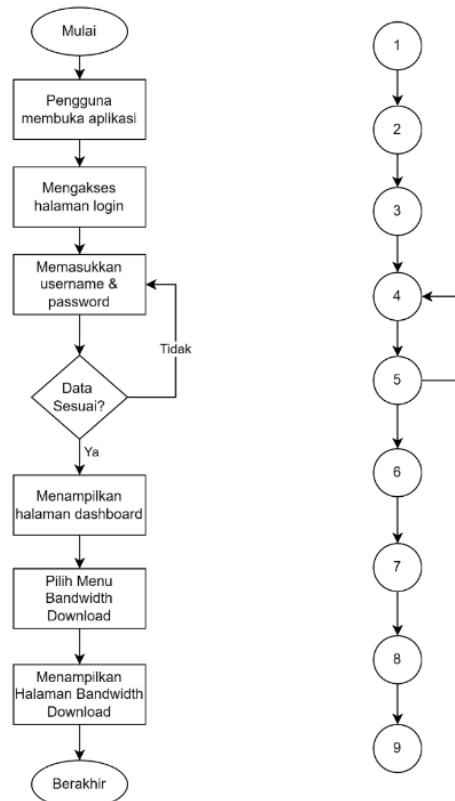 Mulai
Pengguna
membuka aplikasi
Mengakses
halaman login
Memasukkan
username &
password
Tidak
Data
Sesuai?
Ya
Menampilkan
halaman dashboard
Pilih Menu
Bandwidth
Download
Menampilkan
Halaman Bandwidth
Download
Berakhir
1
2
3
4
5
6
7
8
9